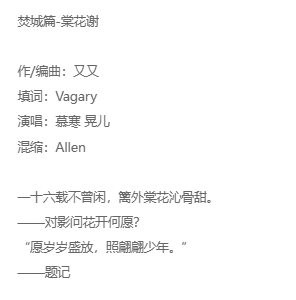 焚城篇-棠花谢
作/编曲：又又
填词：Vagary
演唱：慕寒 晃儿
混缩：Allen
一十六载不曾闲，篱外棠花沁骨甜。
——对影问花开何愿？
“愿岁岁盛放，照翩翩少年。”
——题记